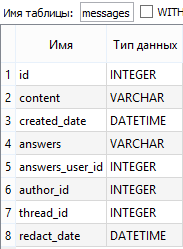 Имя таблицы: messages WITH
Имя Тип данных
1 id INTEGER
2 content VARCHAR
3 created_date DATETIME
4 answers VARCHAR
5 answers_user_id INTEGER
6 author_id INTEGER
7 thread_id INTEGER
8 redact_date DATETIME